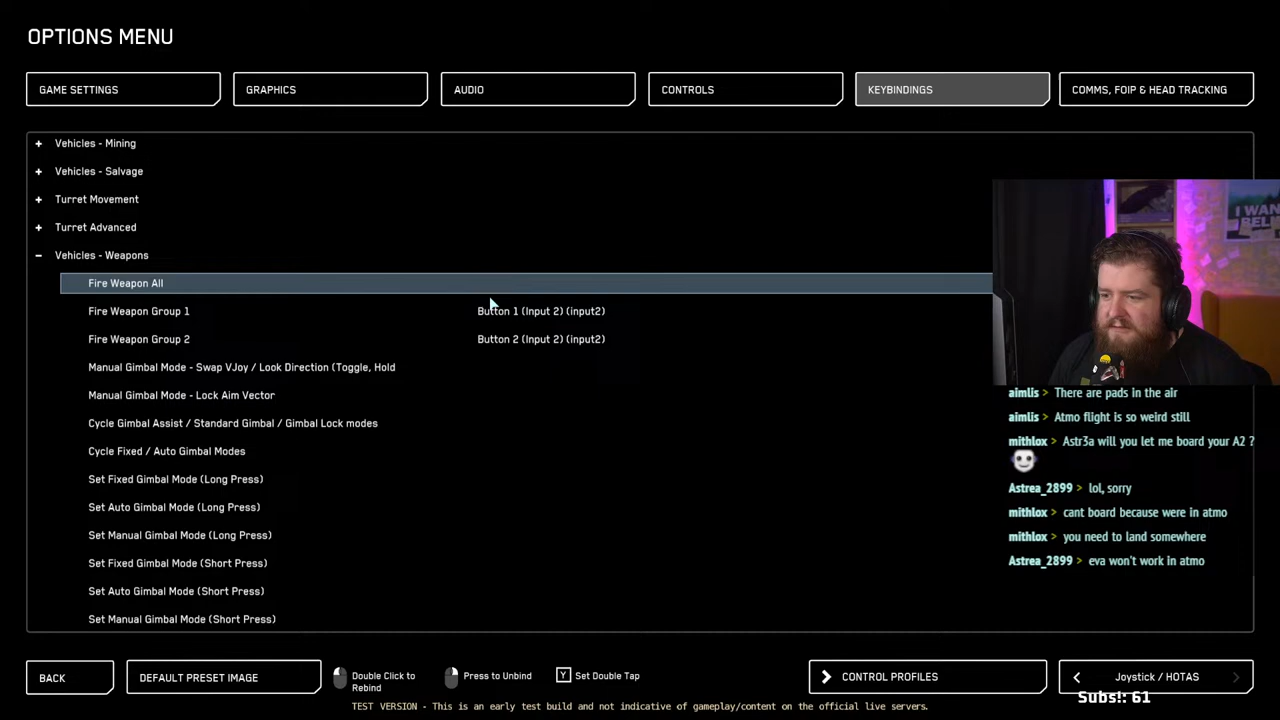 OPTIONS MENU
GAME SETTINGS
GRAPHICS
AUDIO
CONTROLS
KEYBINDINGS
COMMS, FOIP & HEAD TRACKING
+ Vehicles - Mining
+ Vehicles - Salvage
+ Turret Movement
+ Turret Advanced
- Vehicles - Weapons
Fire Weapon All
Fire Weapon Group 1 Button 1 (Input 2) (input2)
Fire Weapon Group 2 Button 2 (Input 2) (input2)
Manual Gimbal Mode - Swap VJoy / Look Direction (Toggle, Hold
Manual Gimbal Mode - Lock Aim Vector
Cycle Gimbal Assist / Standard Gimbal / Gimbal Lock modes
Cycle Fixed / Auto Gimbal Modes
Set Fixed Gimbal Mode (Long Press)
Set Auto Gimbal Mode (Long Press)
Set Manual Gimbal Mode (Long Press)
Set Fixed Gimbal Mode (Short Press)
Set Auto Gimbal Mode (Short Press)
Set Manual Gimbal Mode (Short Press)
I WAN
BELI
aimlis > There are pads in the air
aimlis > Atmo flight is so weird still
mithlox > Astr3a will you let me board your A2 ?
Astrea_2899 > lol, sorry
mithlox > cant board because were in atmo
mithlox > you need to land somewhere
Astrea_2899 > eva won't work in atmo
BACK
DEFAULT PRESET IMAGE
Double Click to
Rebind
Press to Unbind
Y Set Double Tap
CONTROL PROFILES
Joystick / HOTAS
Subs!: 61
TEST VERSION - This is an early test build and not indicative of gameplay/content on the official live servers.